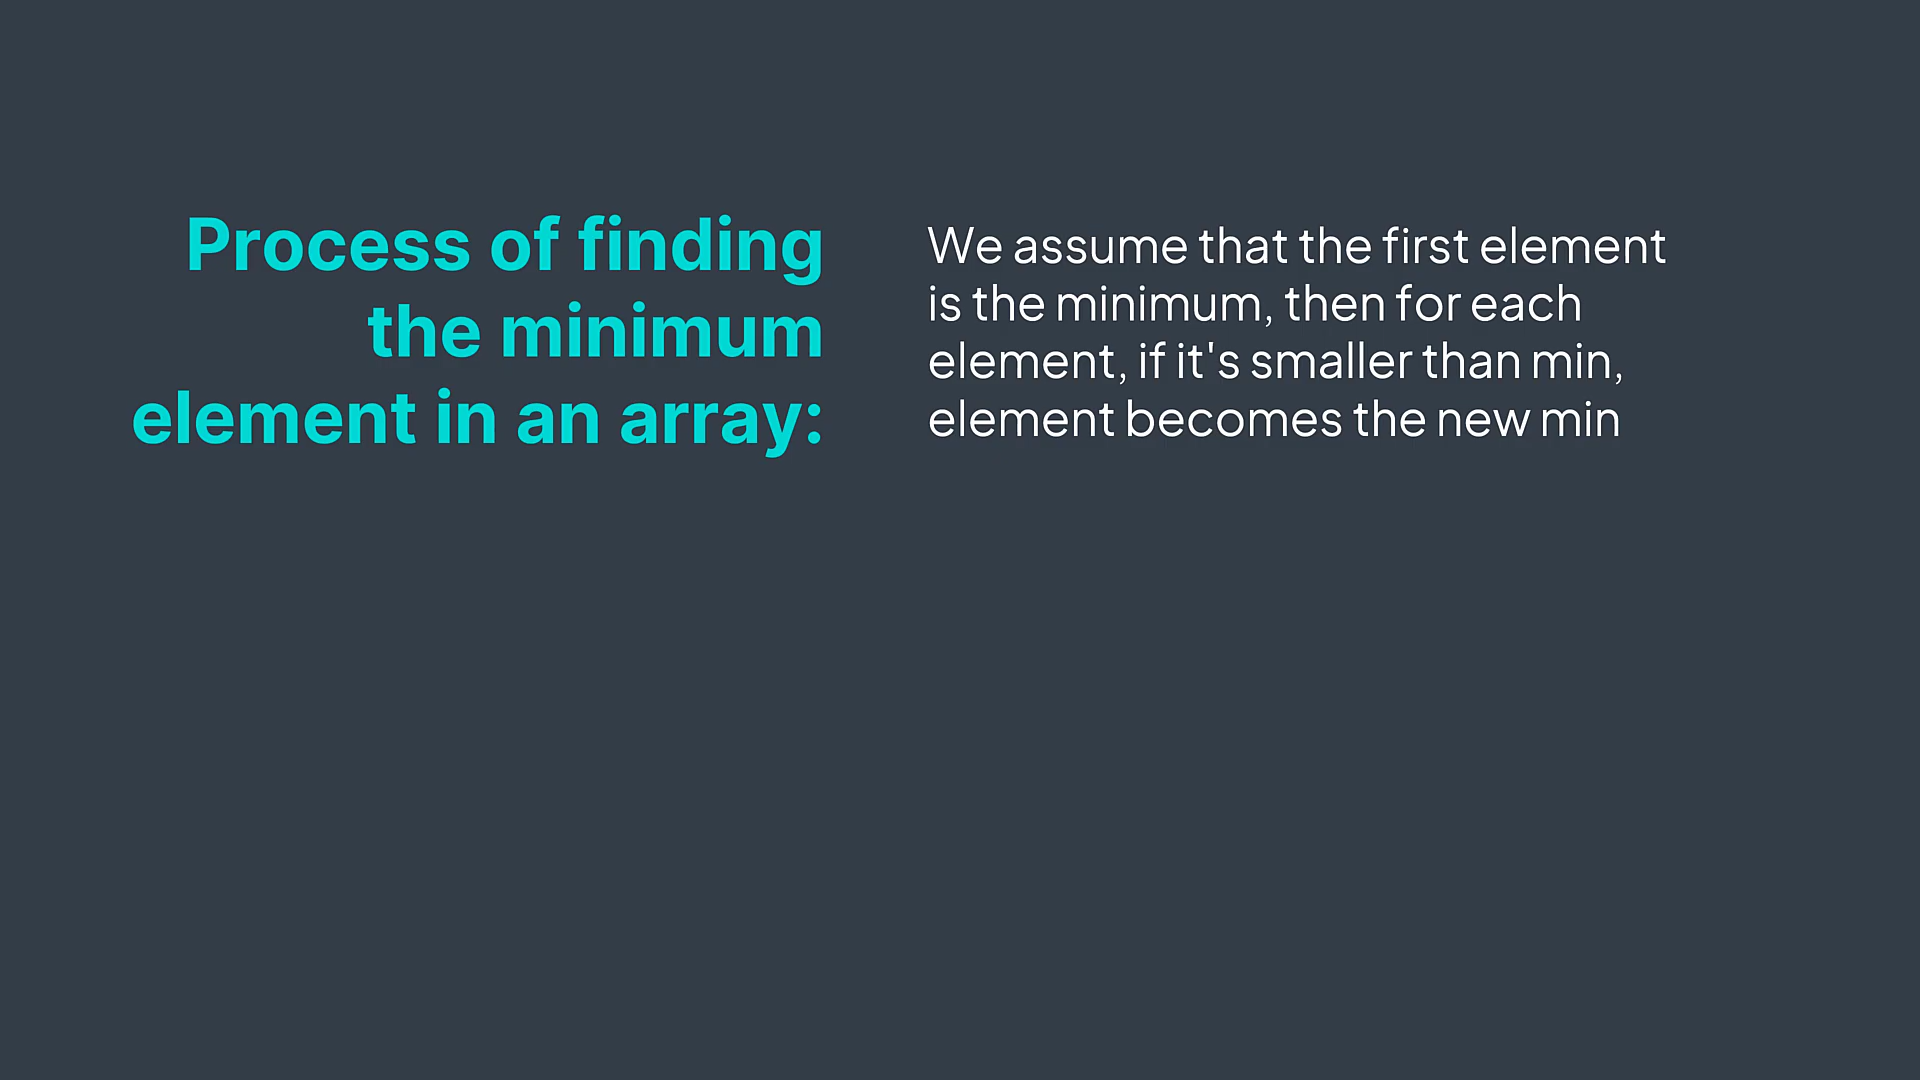 Process of finding
the minimum
element in an array:
We assume that the first element
is the minimum, then for each
element, if it's smaller than min,
element becomes the new min